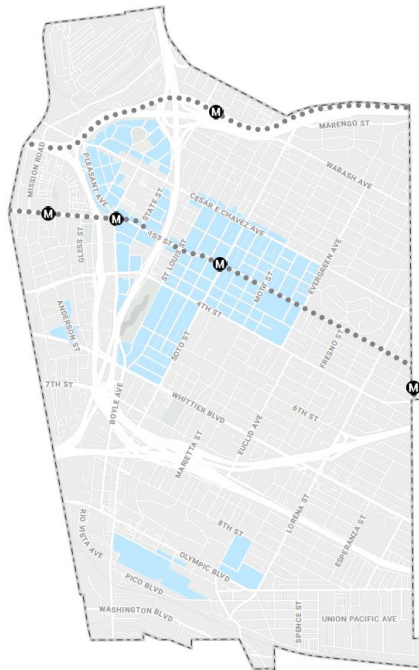 M
MARENGO ST
MISSION ROAD
PLEASANT AVE
WABASH AVE
STATE ST
CESAR E CHAVEZ AVE
M
M
GLESS ST
1ST ST
ST LOUIS ST
M
MOTT ST
EVERGREEN AVE
ANDERSON ST
4TH ST
SOTO ST
FRESNO ST
7TH ST
M
BOYLE AVE
WHITTIER BLVD
6TH ST
EUCLID AVE
MARIETTA ST
LORENA ST
8TH ST
ESPERANZA ST
RIO VISTA AVE
OLYMPIC BLVD
PICO BLVD
WASHINGTON BLVD
SPENCE ST
UNION PACIFIC AVE